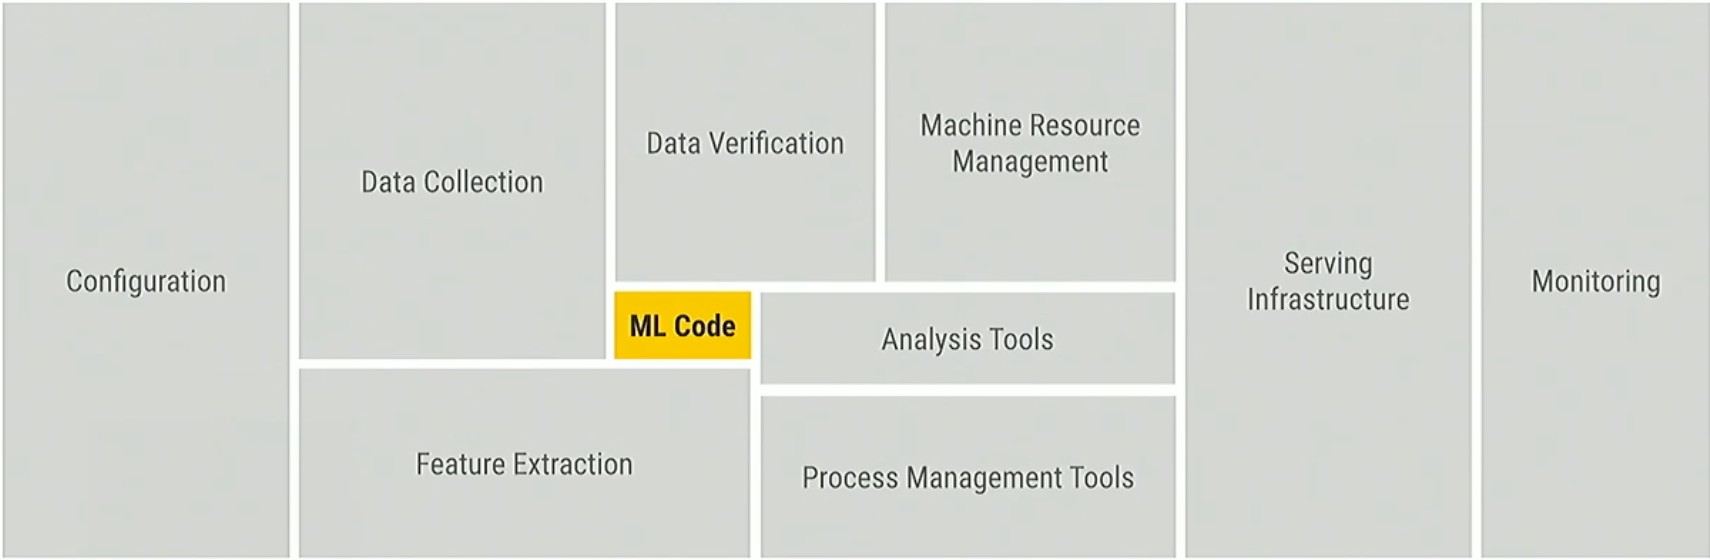 Configuration
Data Collection
Data Verification
Machine Resource
Management
ML Code
Analysis Tools
Feature Extraction
Process Management Tools
Serving
Infrastructure
Monitoring